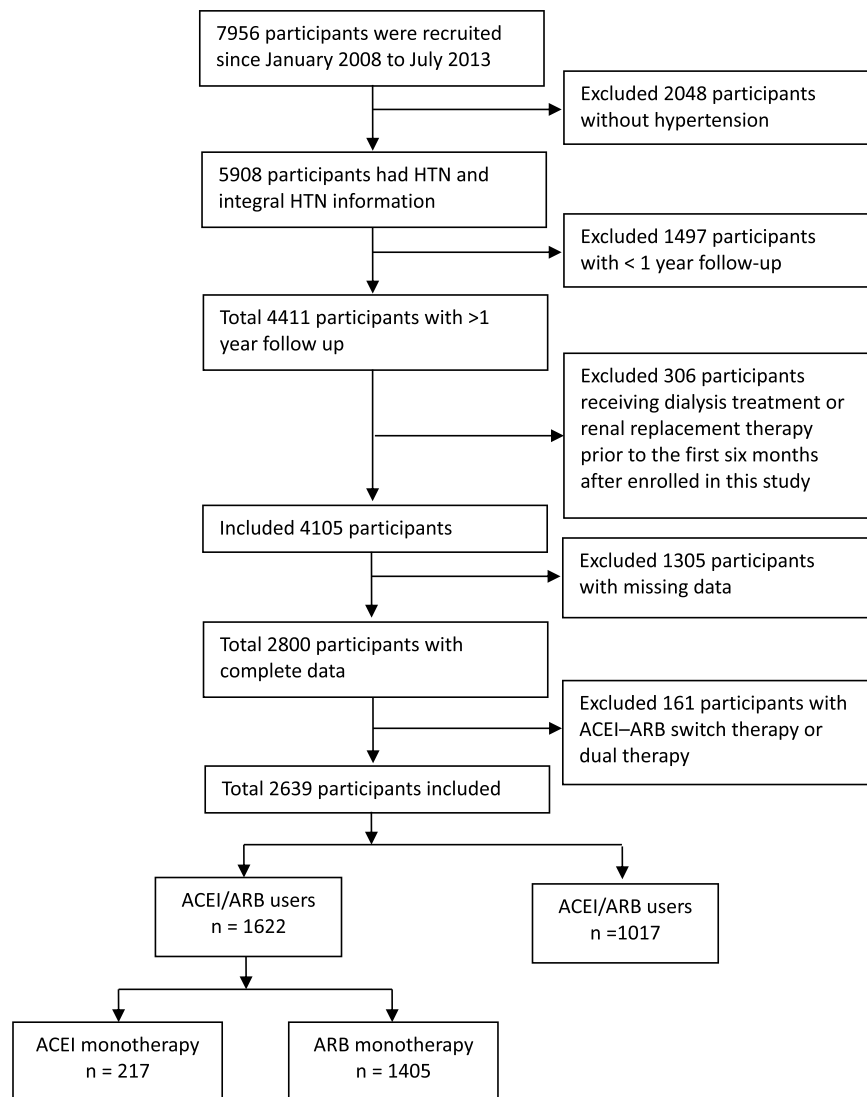 7956 participants were recruited
since January 2008 to July 2013
Excluded 2048 participants
without hypertension
5908 participants had HTN and
integral HTN information
Excluded 1497 participants
with < 1 year follow-up
Total 4411 participants with >1
year follow up
Excluded 306 participants
receiving dialysis treatment or
renal replacement therapy
prior to the first six months
after enrolled in this study
Included 4105 participants
Excluded 1305 participants
with missing data
Total 2800 participants with
complete data
Excluded 161 participants with
ACEI–ARB switch therapy or
dual therapy
Total 2639 participants included
ACEI/ARB users
n = 1622
ACEI/ARB users
n =1017
ACEI monotherapy
n = 217
ARB monotherapy
n = 1405